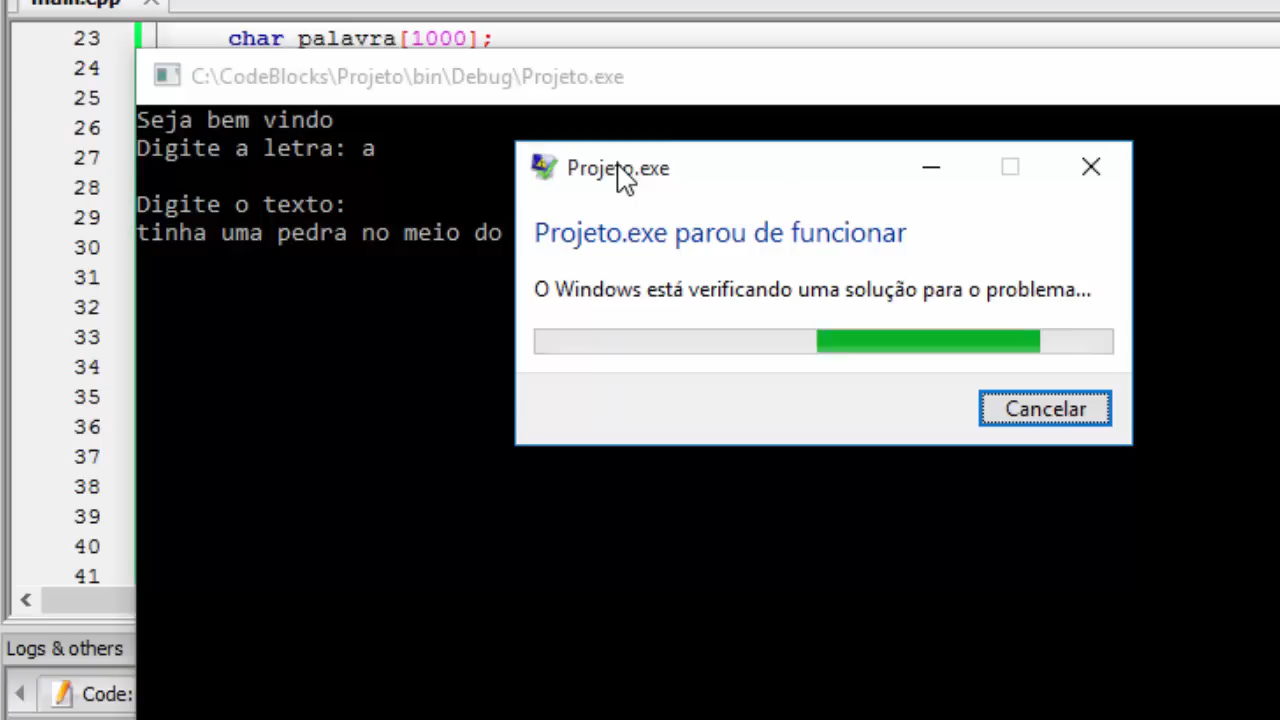 main.cpp
23 char palavra[1000];
24
C:\CodeBlocks\Projeto\bin\Debug\Projeto.exe
25
26
27
28
29
30
31
32
33
34
35
36
37
38
39
40
41
Seja bem vindo
Digite a letra: a
Digite o texto:
tinha uma pedra no meio do
Projeto.exe
Projeto.exe parou de funcionar
O Windows está verificando uma solução para o problema...
Cancelar
Logs & others
Code: